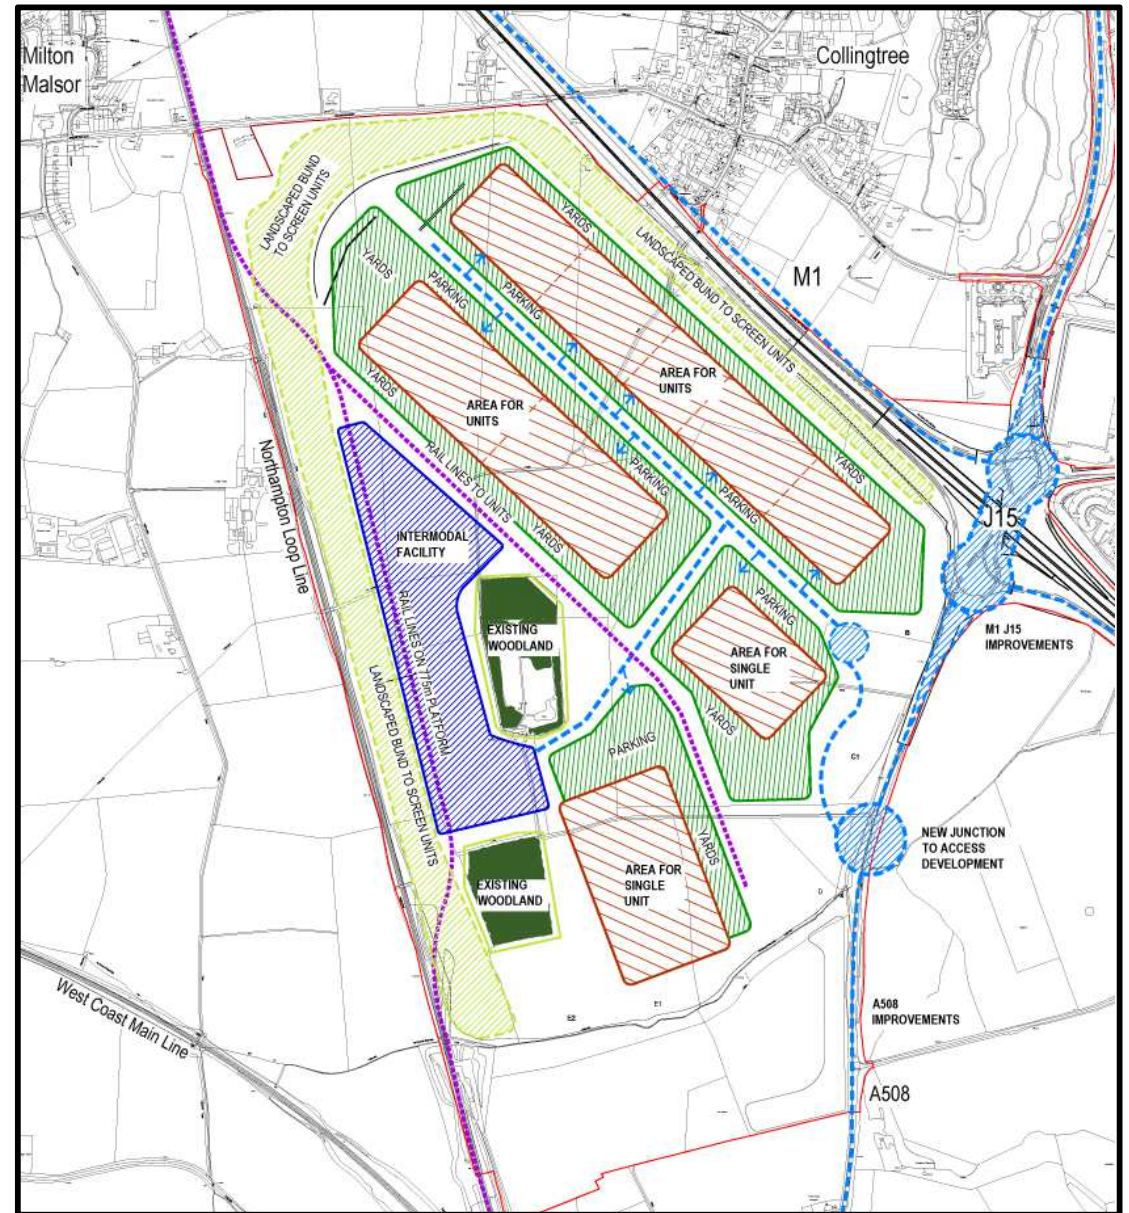 Milton
Malsor
Collingtree
LANDSCAPED BUND
TO SCREEN UNITS
YARDS
LANDSCAPED BUND TO SCREEN UNITS
M1
YARDS
PARKING
PARKING
AREA FOR
UNITS
YARDS
AREA FOR
UNITS
YARDS
RAIL LINES TO UNITS
PARKING
PARKING
YARDS
Northampton Loop Line
J15
INTERMODAL
FACILITY
RAIL LINES ON 775m PLATFORM
EXISTING
WOODLAND
PARKING
B
M1 J15
IMPROVEMENTS
AREA FOR
SINGLE
UNIT
YARDS
C1
LANDSCAPED BUND TO SCREEN UNITS
PARKING
NEW JUNCTION
TO ACCESS
DEVELOPMENT
YARDS
EXISTING
WOODLAND
AREA FOR
SINGLE
UNIT
D
West Coast Main Line
E1
E2
A508
IMPROVEMENTS
A508